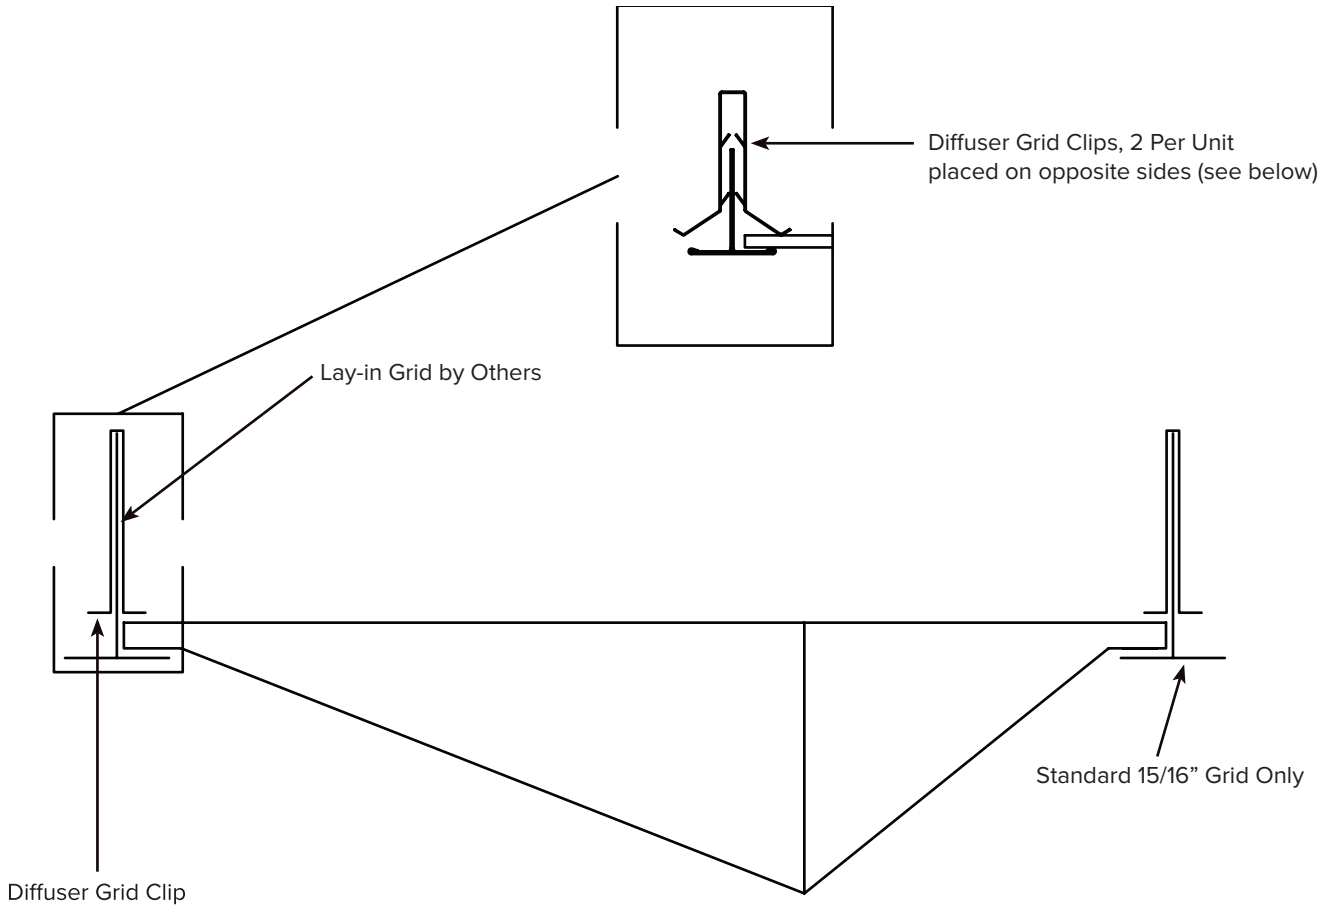 Diffuser Grid Clips, 2 Per Unit
placed on opposite sides (see below)
Lay-in Grid by Others
Standard 15/16” Grid Only
Diffuser Grid Clip